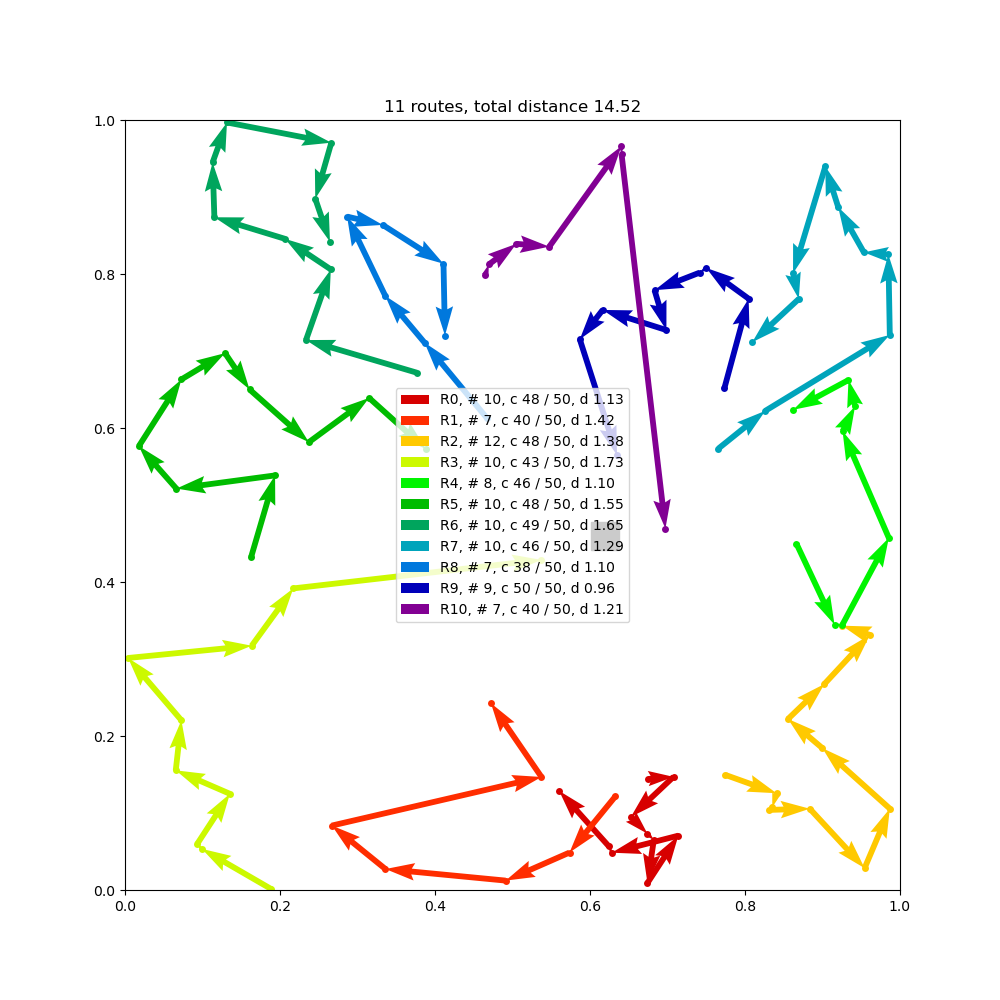 11 routes, total distance 14.52
1.0
0.8
0.6
0.4
0.2
0.0
R0, # 10, c 48 / 50, d 1.13
R1, # 7, c 40 / 50, d 1.42
R2, # 12, c 48 / 50, d 1.38
R3, # 10, c 43 / 50, d 1.73
R4, # 8, c 46 / 50, d 1.10
R5, # 10, c 48 / 50, d 1.55
R6, # 10, c 49 / 50, d 1.65
R7, # 10, c 46 / 50, d 1.29
R8, # 7, c 38 / 50, d 1.10
R9, # 9, c 50 / 50, d 0.96
R10, # 7, c 40 / 50, d 1.21
0.0 0.2 0.4 0.6 0.8 1.0